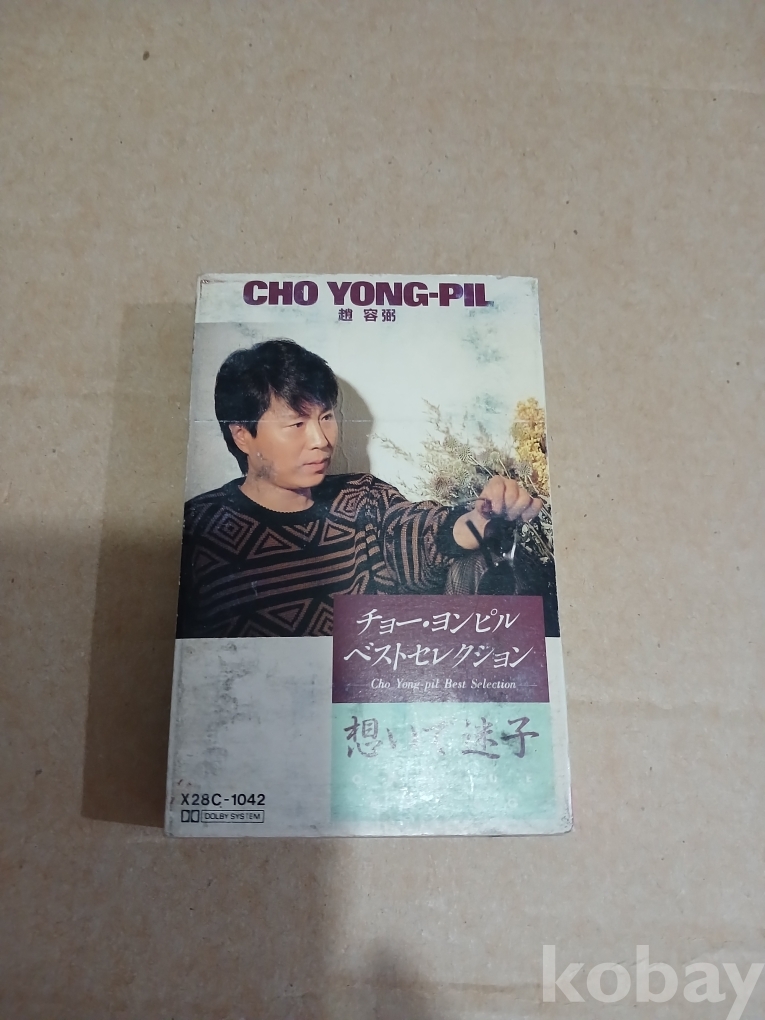 CHO YONG-PIL
趙 容弼
チョー・ヨンピル
ベストセレクション
Cho Yong-pil Best Selection
想いで迷子
X28C-1042
DOLBY SYSTEM
kobay